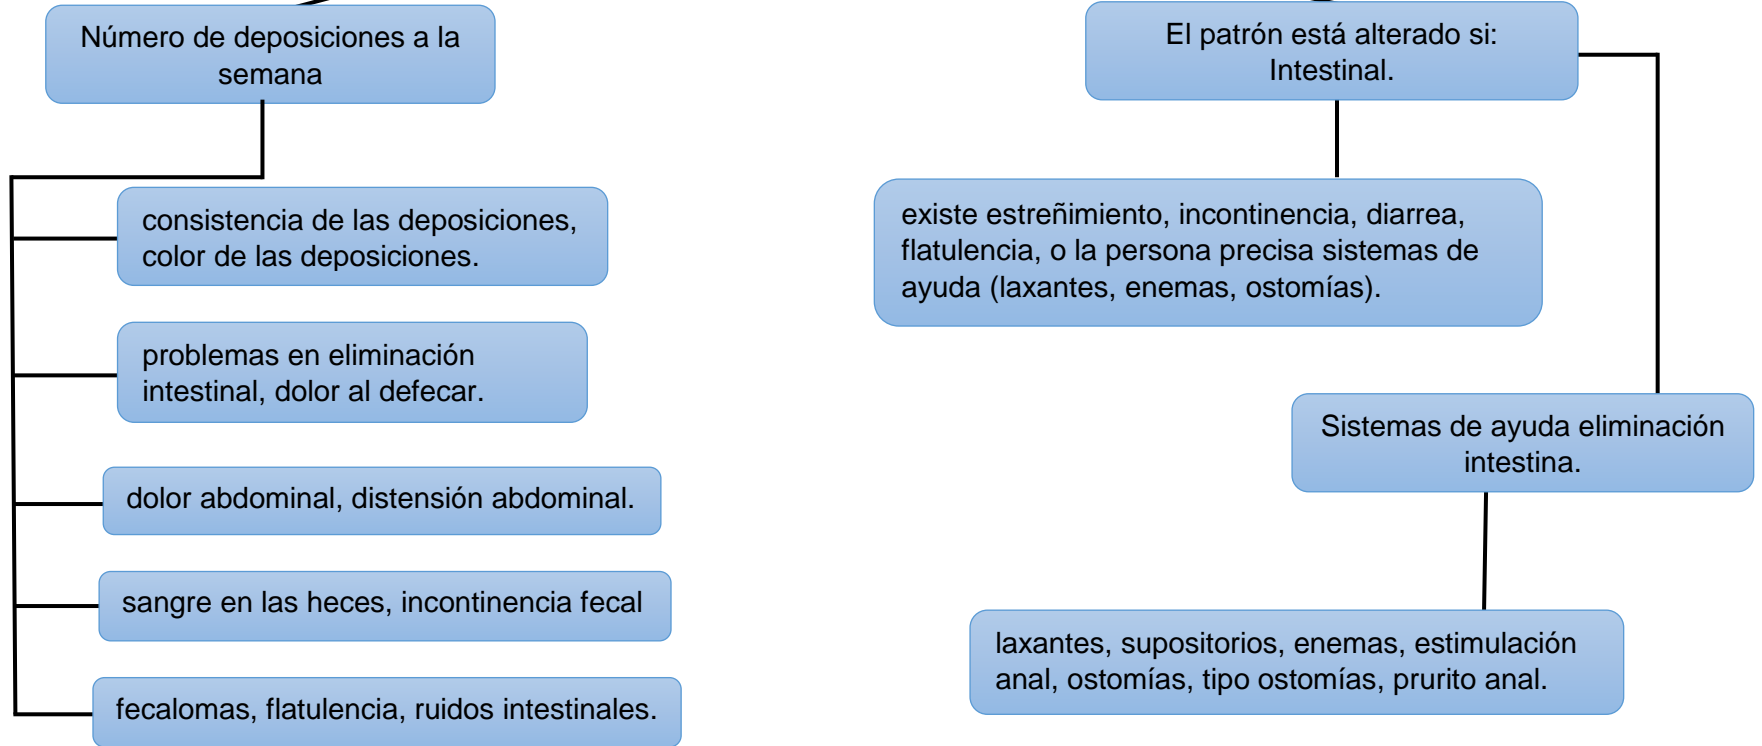 Número de deposiciones a la
semana
consistencia de las deposiciones,
color de las deposiciones.
problemas en eliminación
intestinal, dolor al defecar.
dolor abdominal, distensión abdominal.
sangre en las heces, incontinencia fecal
fecalomas, flatulencia, ruidos intestinales.
El patrón está alterado si:
Intestinal.
existe estreñimiento, incontinencia, diarrea,
flatulencia, o la persona precisa sistemas de
ayuda (laxantes, enemas, ostomías).
Sistemas de ayuda eliminación
intestina.
laxantes, supositorios, enemas, estimulación
anal, ostomías, tipo ostomías, prurito anal.